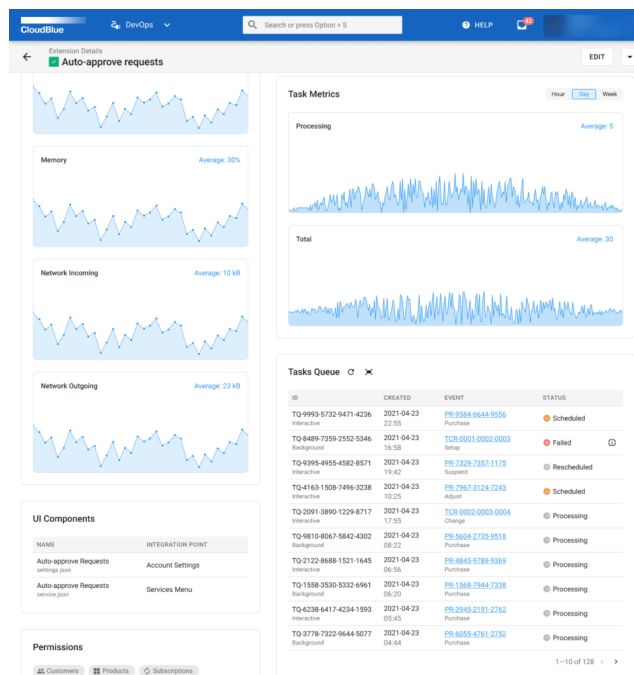 CloudBlue
DevOps
Search or press Option + S
HELP
42
Extension Details
Auto-approve requests
EDIT
Memory
Average: 30%
Network Incoming
Average: 10 kB
Network Outgoing
Average: 23 kB
UI Components
NAME INTEGRATION POINT
Auto-approve Requests
settings.json
Account Settings
Auto-approve Requests
service.json
Services Menu
Permissions
Customers Products Subscriptions
Task Metrics
Hour Day Week
Processing
Average: 5
Total
Average: 30
Tasks Queue
ID CREATED EVENT STATUS
TQ-9993-5732-9471-4236 2021-04-23 PR-9584-6644-9556 Scheduled
Interactive 22:55 Purchase
TQ-8489-7359-2552-5346 2021-04-23 TCR-0001-0002-0003 Failed
Background 16:58 Setup
TQ-9395-4955-4582-8571 2021-04-23 PR-7329-7357-1175 Rescheduled
Interactive 19:42 Suspend
TQ-4163-1508-7496-3238 2021-04-23 PR-7967-3124-7243 Scheduled
Interactive 10:25 Adjust
TQ-2091-3890-1229-8717 2021-04-23 TCR-0002-0003-0004 Processing
Interactive 17:55 Change
TQ-9810-8067-5842-4302 2021-04-23 PR-5604-2735-9518 Processing
Background 08:22 Purchase
TQ-2122-8688-1521-1645 2021-04-23 PR-4845-9789-9369 Processing
Interactive 06:56 Purchase
TQ-1558-3530-5332-6961 2021-04-23 PR-1568-7944-7338 Processing
Background 06:20 Purchase
TQ-6238-6417-4234-1593 2021-04-23 PR-3945-2191-2762 Processing
Interactive 05:45 Purchase
TQ-3778-7322-9644-5077 2021-04-23 PR-6055-4761-2752 Processing
Background 04:44 Purchase
1–10 of 128